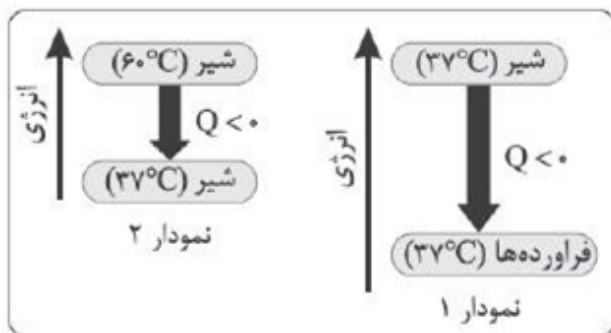 انرژی
شیر (۳۷°C)
Q < ۰
فراورده‌ها (۳۷°C)
نمودار ۱
انرژی
شیر (۶۰°C)
Q < ۰
شیر (۳۷°C)
نمودار ۲